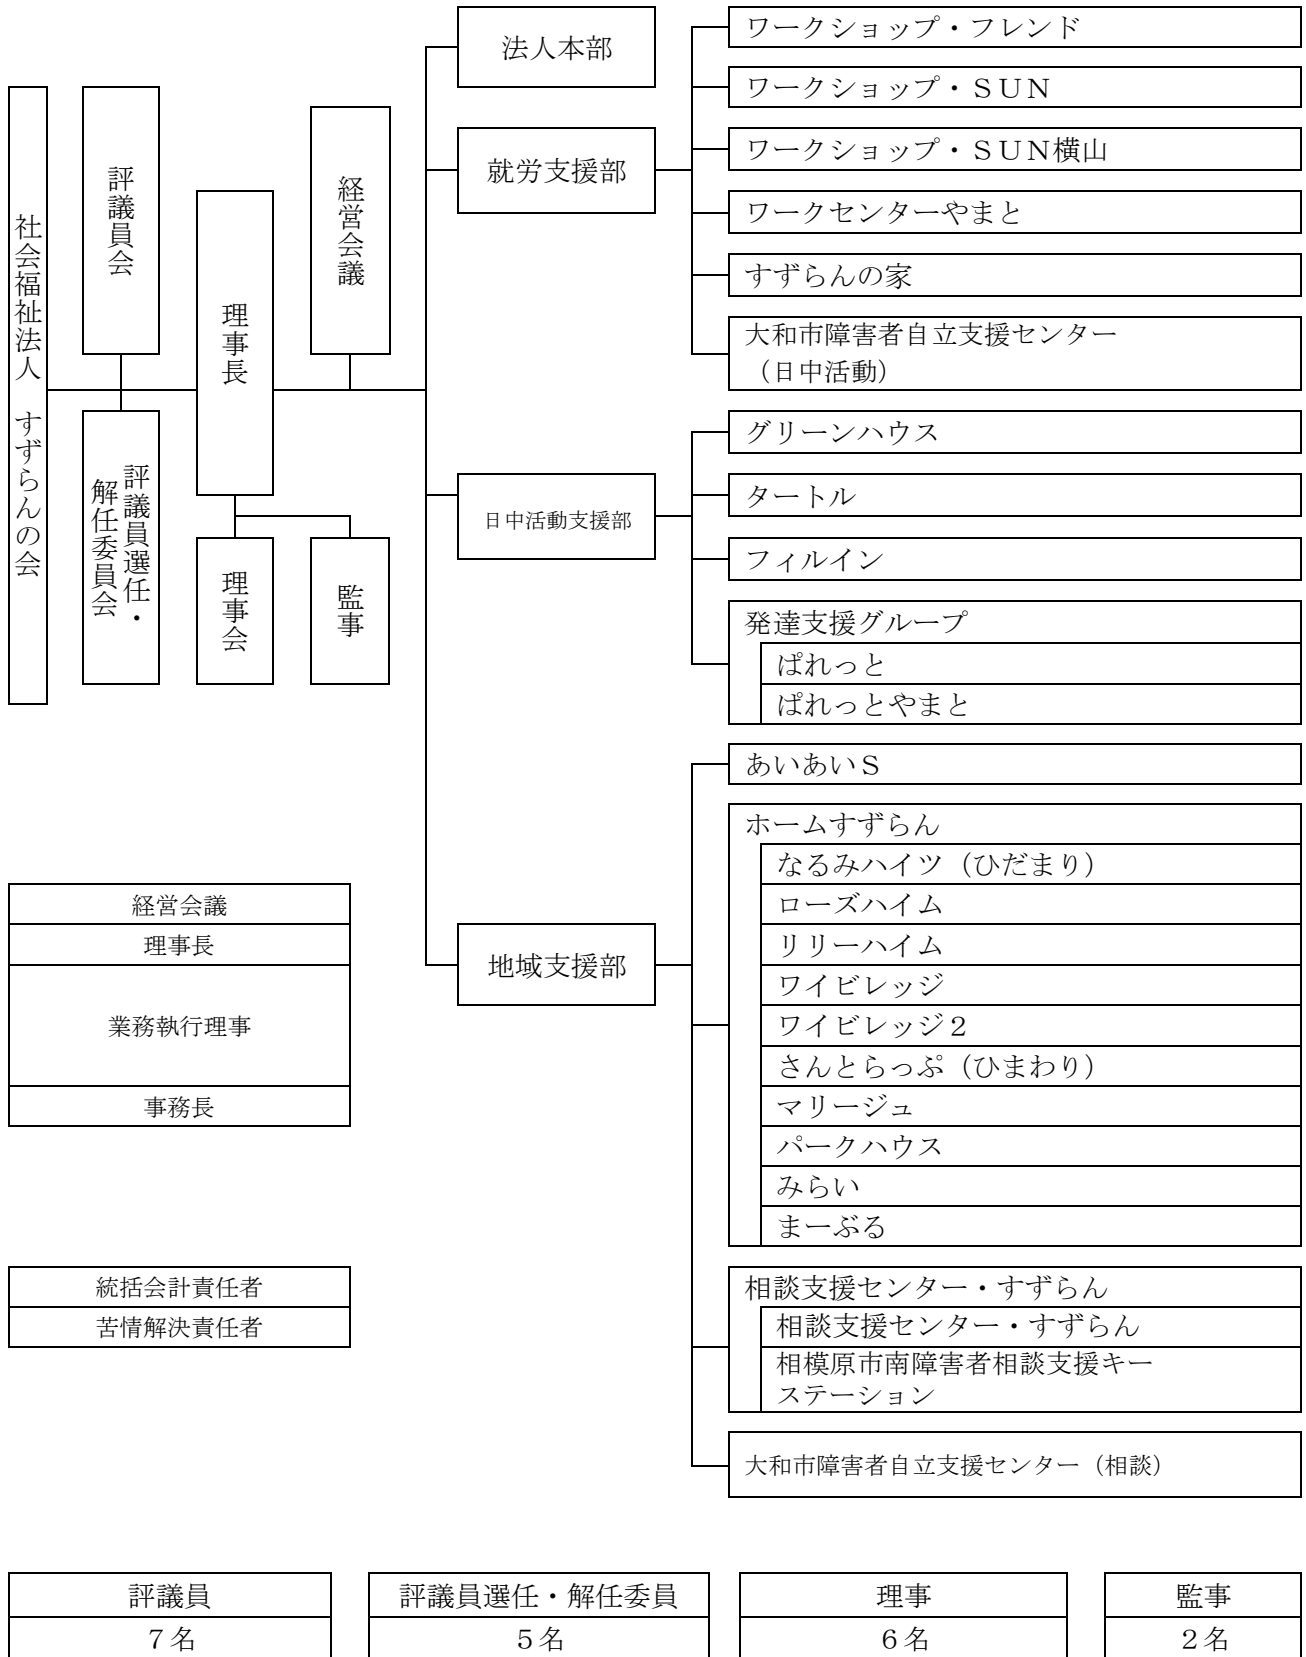 社会福祉法人　すずらんの会
評議員会
評議員選任・
解任委員会
理事長
理事会
監事
経営会議
法人本部
就労支援部
ワークショップ・フレンド
ワークショップ・ＳＵＮ
ワークショップ・ＳＵＮ横山
ワークセンターやまと
すずらんの家
大和市障害者自立支援センター
（日中活動）
日中活動支援部
グリーンハウス
タートル
フィルイン
発達支援グループ
ぱれっと
ぱれっとやまと
地域支援部
あいあいＳ
ホームすずらん
なるみハイツ（ひだまり）
ローズハイム
リリーハイム
ワイビレッジ
ワイビレッジ２
さんとらっぷ（ひまわり）
マリージュ
パークハウス
みらい
まーぶる
相談支援センター・すずらん
相談支援センター・すずらん
相模原市南障害者相談支援キー
ステーション
大和市障害者自立支援センター（相談）
経営会議
理事長
業務執行理事
事務長
統括会計責任者
苦情解決責任者
評議員
７名
評議員選任・解任委員
５名
理事
６名
監事
２名